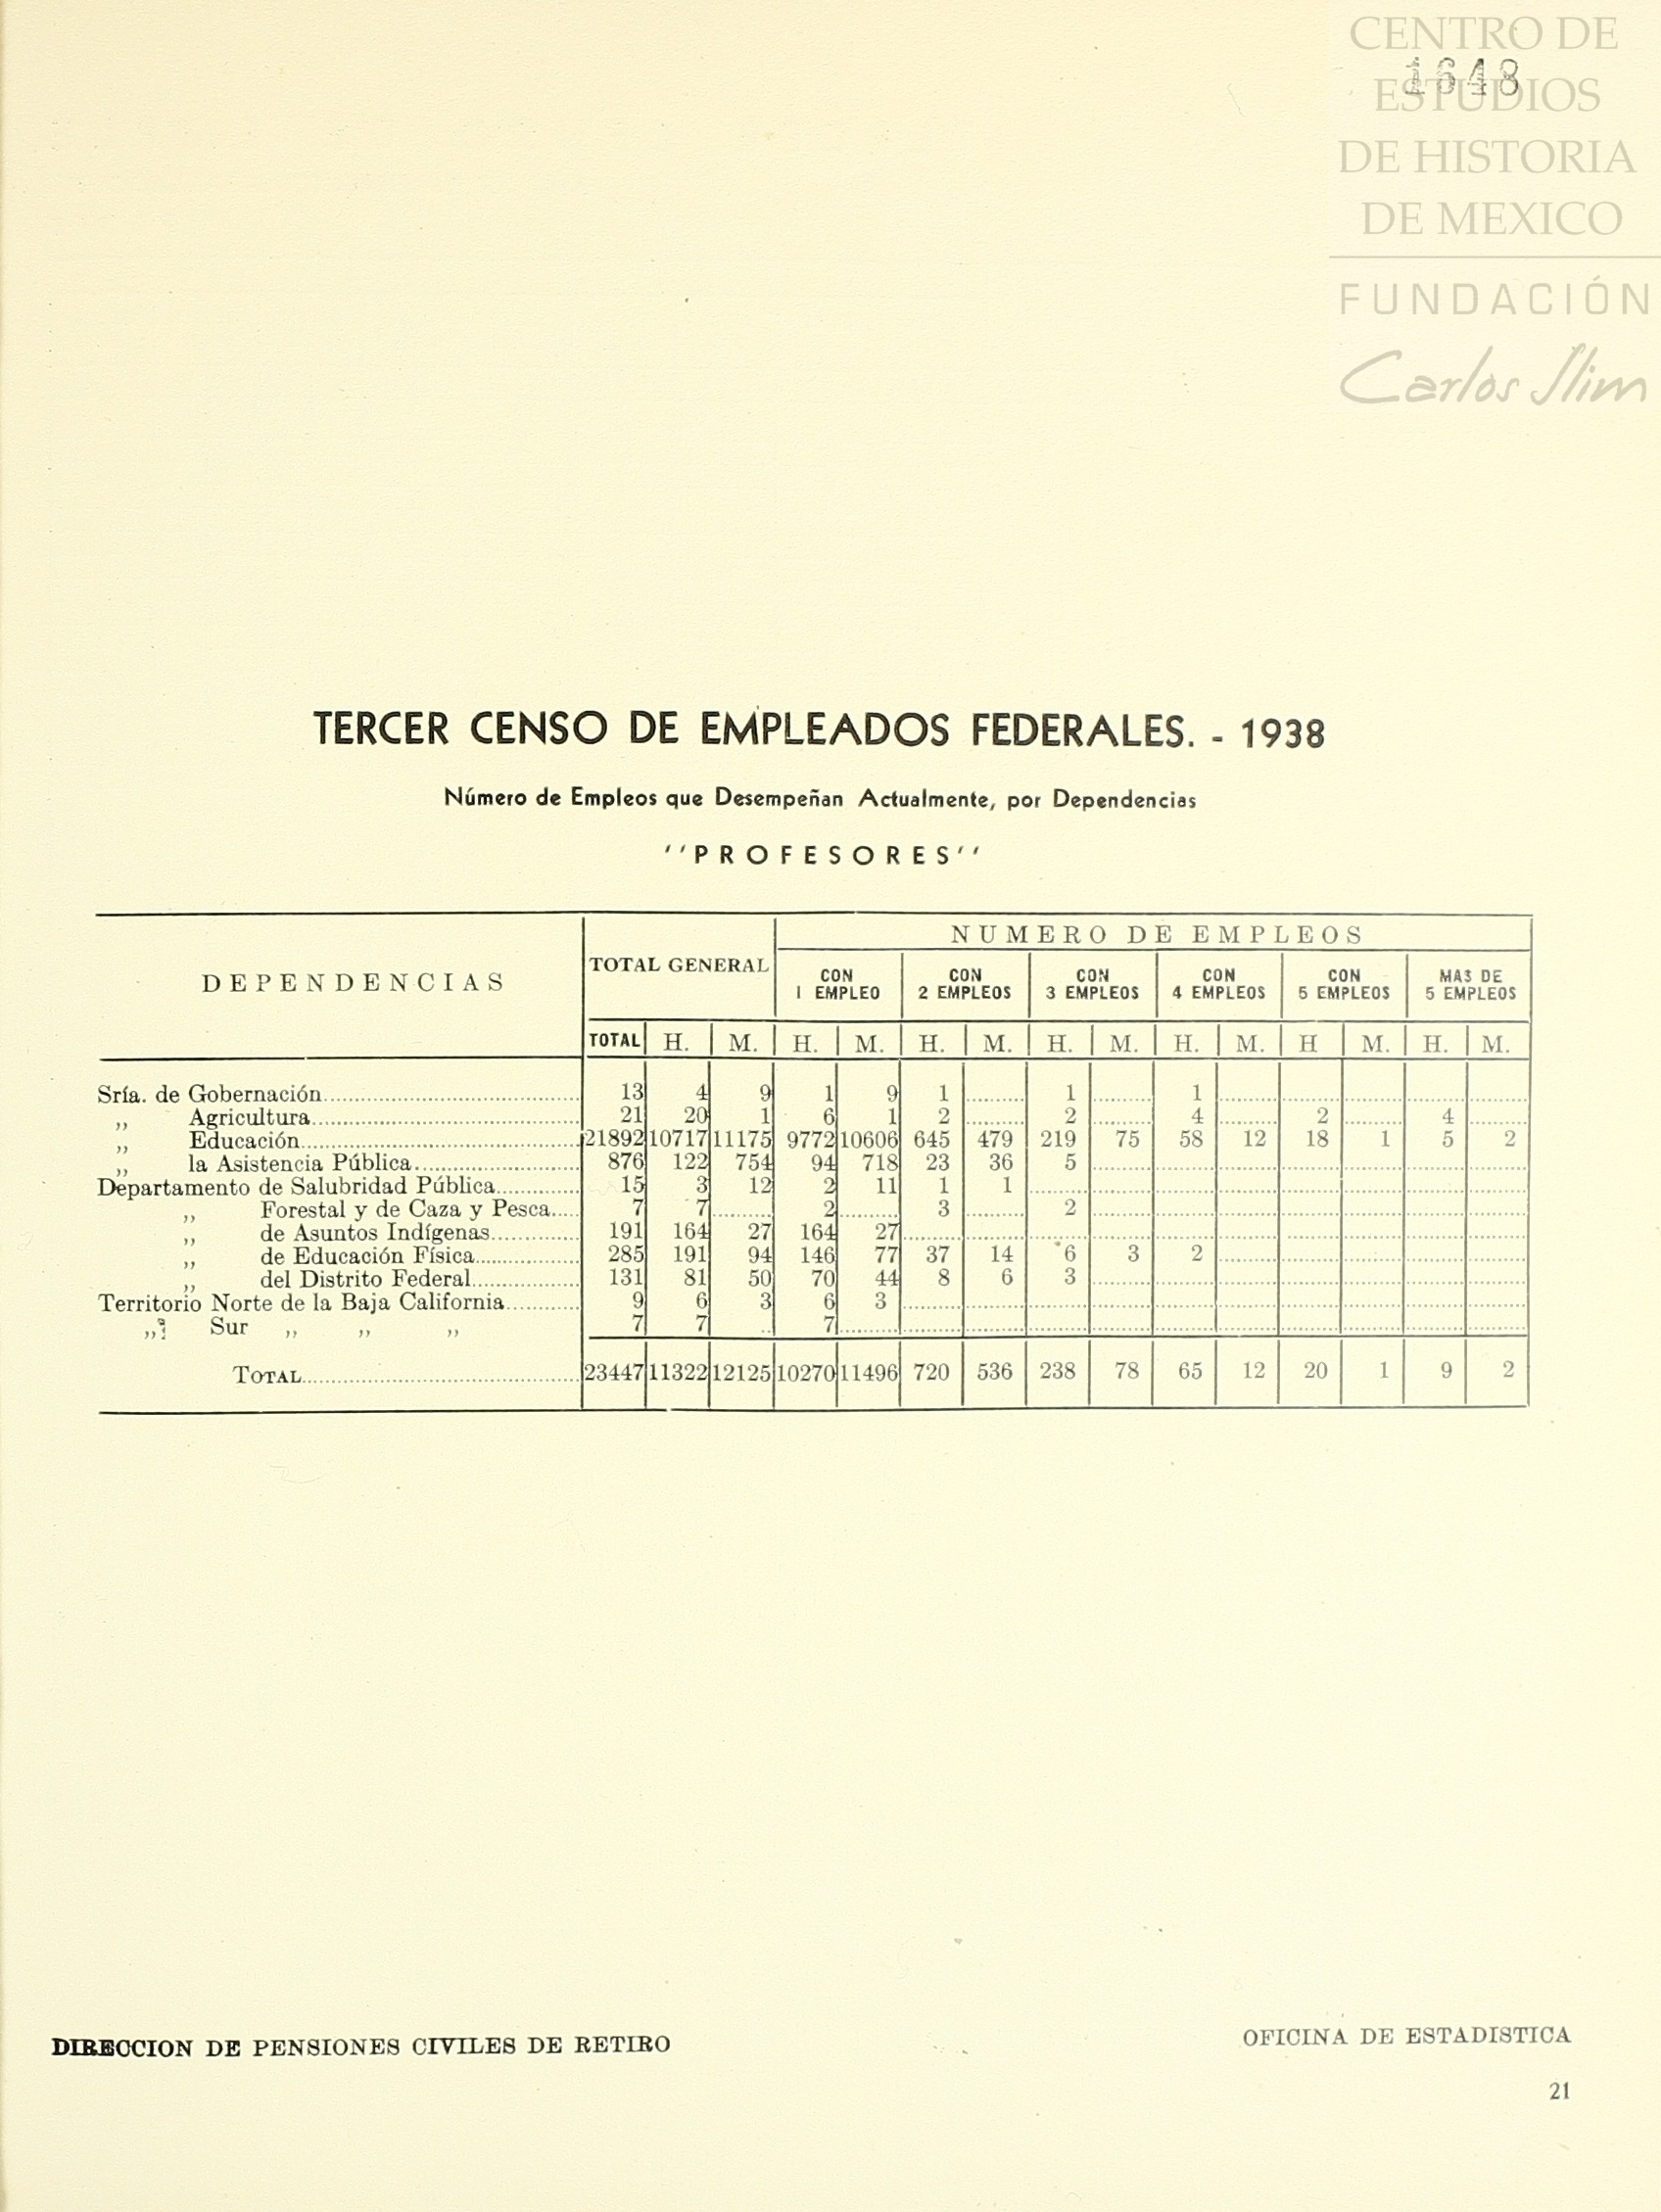 CENTRO DE
1648
ESTUDIOS
DE HISTORIA
DE MEXICO
FUNDACIÓN
Carlos Slim
TERCER CENSO DE EMPLEADOS FEDERALES. - 1938
Número de Empleos que Desempeñan Actualmente, por Dependencias
''PROFESORES''
NUMERO DE EMPLEOS
DEPENDENCIAS TOTAL GENERAL CON 1 EMPLEO CON 2 EMPLEOS CON 3 EMPLEOS CON 4 EMPLEOS CON 5 EMPLEOS MAS DE 5 EMPLEOS
TOTAL H. M. H. M. H. M. H. M. H. M. H M. H. M.
Sría. de Gobernación 13 4 9 1 9 1 1 1
,, Agricultura 21 20 1 6 1 2 2 4 2 4
,, Educación 21892 10717 11175 9772 10606 645 479 219 75 58 12 18 1 5 2
,, la Asistencia Pública 876 122 754 94 718 23 36 5
Departamento de Salubridad Pública 15 3 12 2 11 1 1
,, Forestal y de Caza y Pesca 7 7 2 3 2
,, de Asuntos Indígenas 191 164 27 164 27
,, de Educación Física 285 191 94 146 77 37 14 6 3 2
,, del Distrito Federal 131 81 50 70 44 8 6 3
Territorio Norte de la Baja California 9 6 3 6 3
,, Sur ,, ,, ,, 7 7 7
TOTAL 23447 11322 12125 10270 11496 720 536 238 78 65 12 20 1 9 2
DIRECCION DE PENSIONES CIVILES DE RETIRO
OFICINA DE ESTADISTICA
21